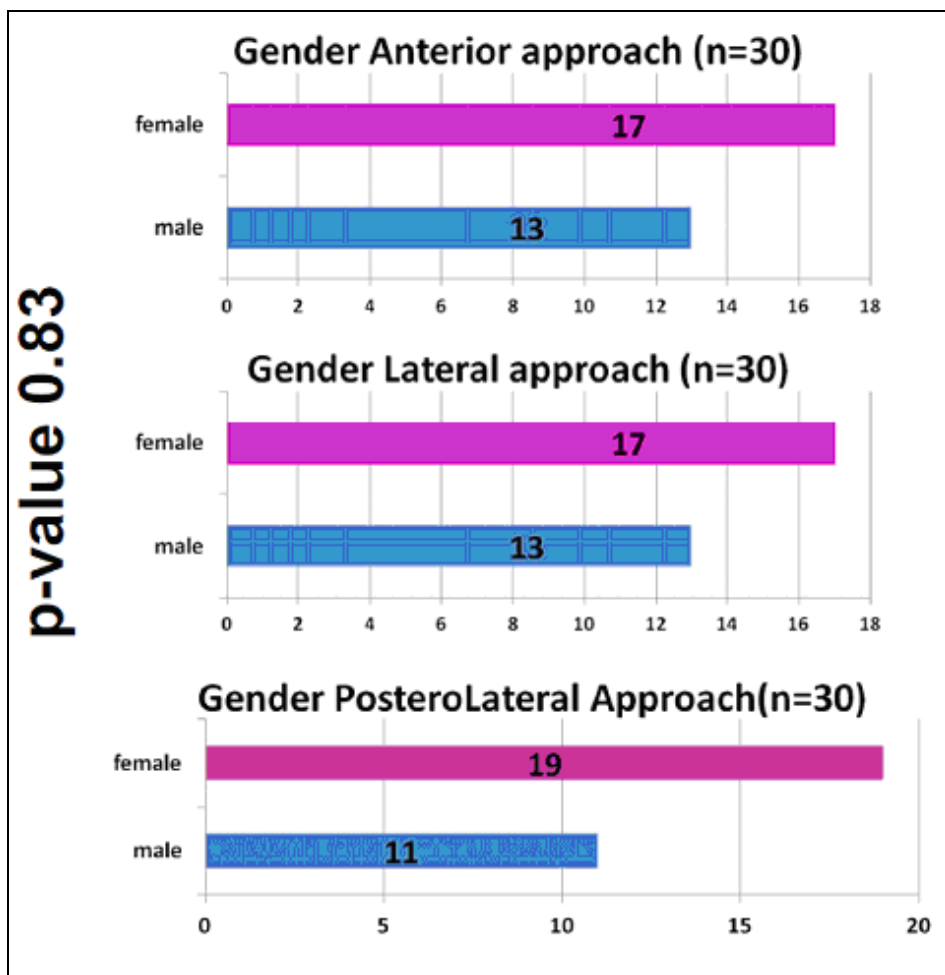 p-value 0.83
Gender Anterior approach (n=30)
female
17
male
13
0 2 4 6 8 10 12 14 16 18
Gender Lateral approach (n=30)
female
17
male
13
0 2 4 6 8 10 12 14 16 18
Gender PosteroLateral Approach(n=30)
female
19
male
11
0 5 10 15 20